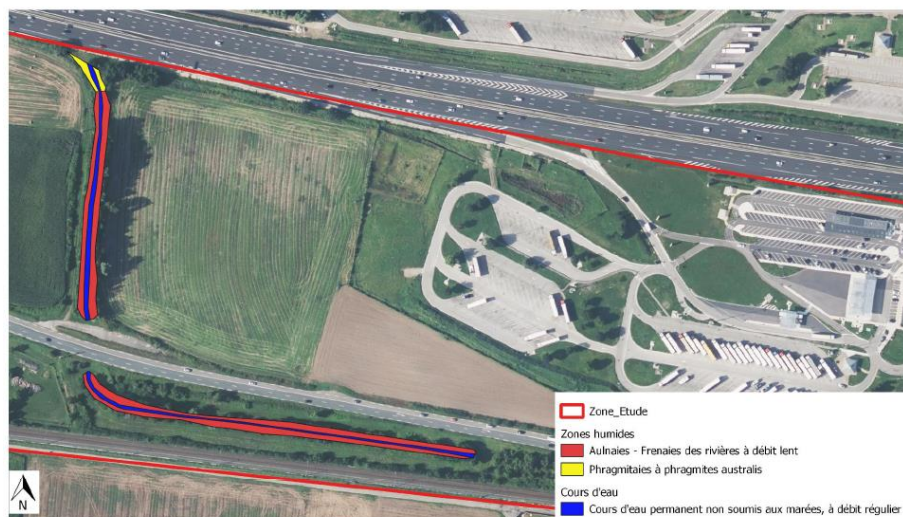 Zone_Etude
Zones humides
Aulnaies - Frenaies des rivières à débit lent
Phragmitaies à phragmites australis
Cours d'eau
Cours d'eau permanent non soumis aux marées, à débit régulier
N